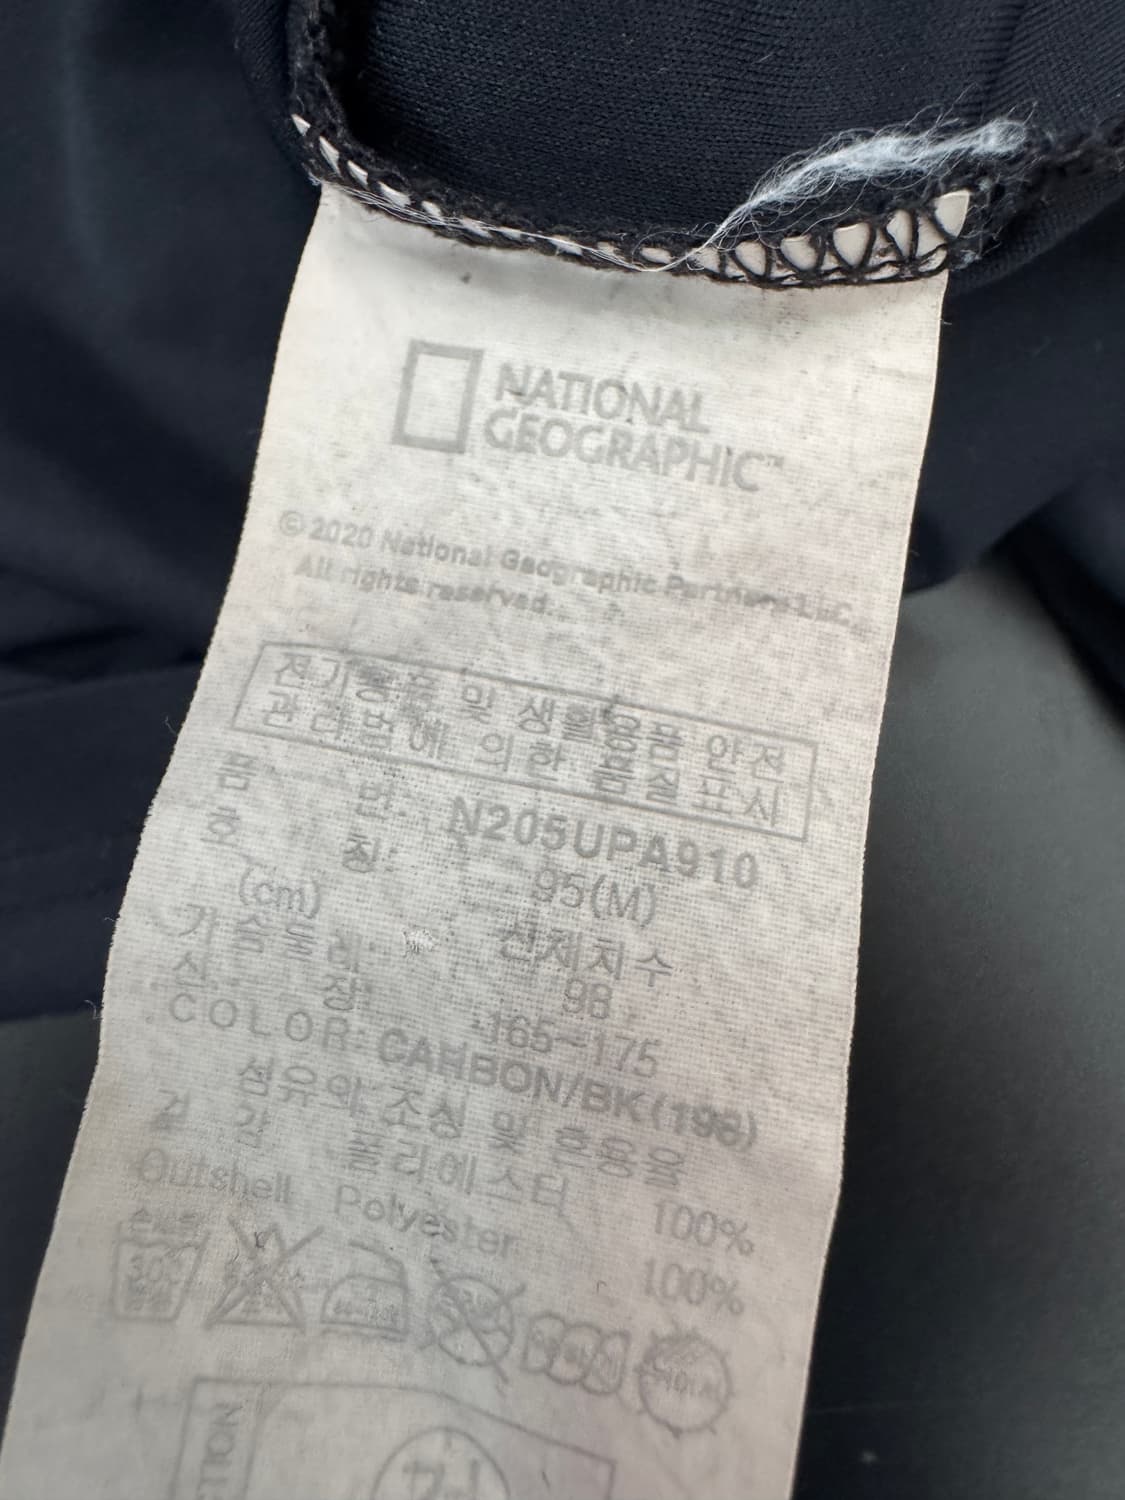 NATIONAL
GEOGRAPHIC™
© 2020 National Geographic Partners LLC.
All rights reserved.
전기용품 및 생활용품 안전
관리법에 의한 품질표시
품 번: N205UPA910
호 칭: 95(M)
(cm) 신체치수
가슴둘레: 98
신 장: 165~175
COLOR: CARBON/BK(198)
섬유의 조성 및 혼용율
겉 감 폴리에스터 100%
Outshell Polyester 100%